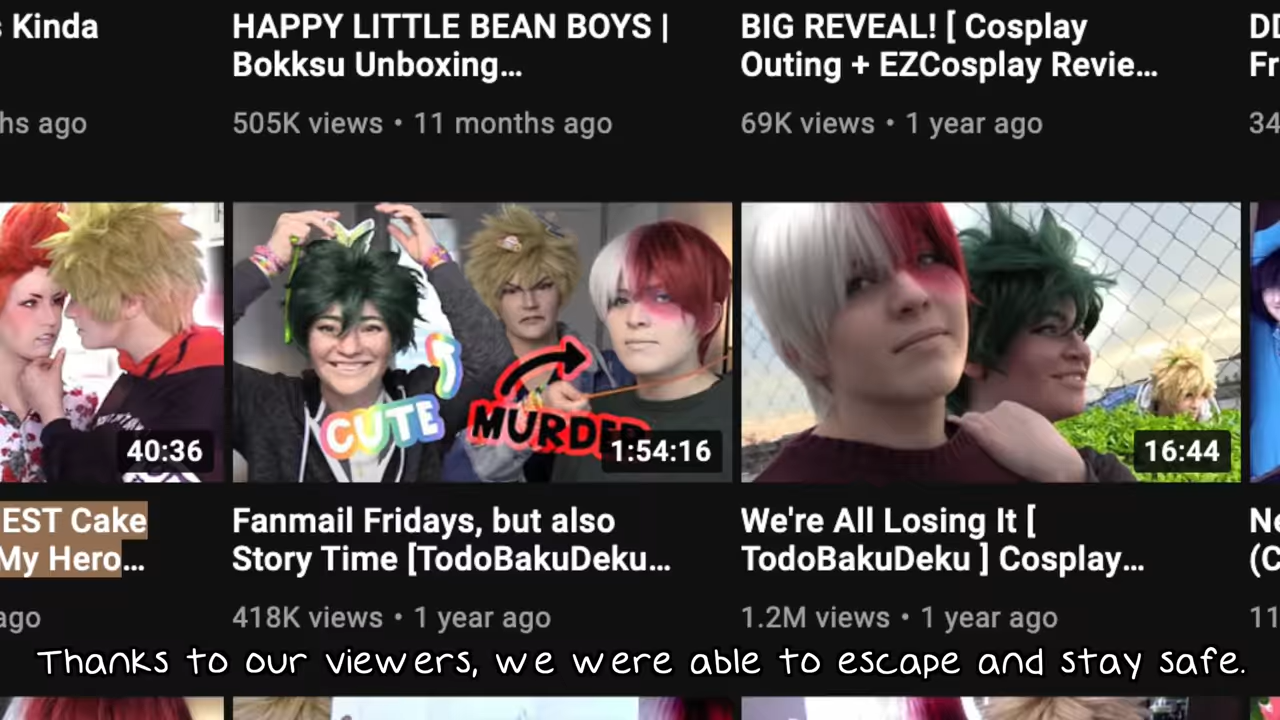 s Kinda
HAPPY LITTLE BEAN BOYS |
Bokksu Unboxing...
BIG REVEAL! [ Cosplay
Outing + EZCosplay Revie...
Fr
hs ago
505K views • 11 months ago
69K views • 1 year ago
34
CUTE
MURDER
40:36
1:54:16
16:44
EST Cake
My Hero...
Fanmail Fridays, but also
Story Time [TodoBakuDeku...
We're All Losing It [
TodoBakuDeku ] Cosplay...
(C
ago
418K views • 1 year ago
1.2M views • 1 year ago
11
Thanks to our viewers, we were able to escape and stay safe.